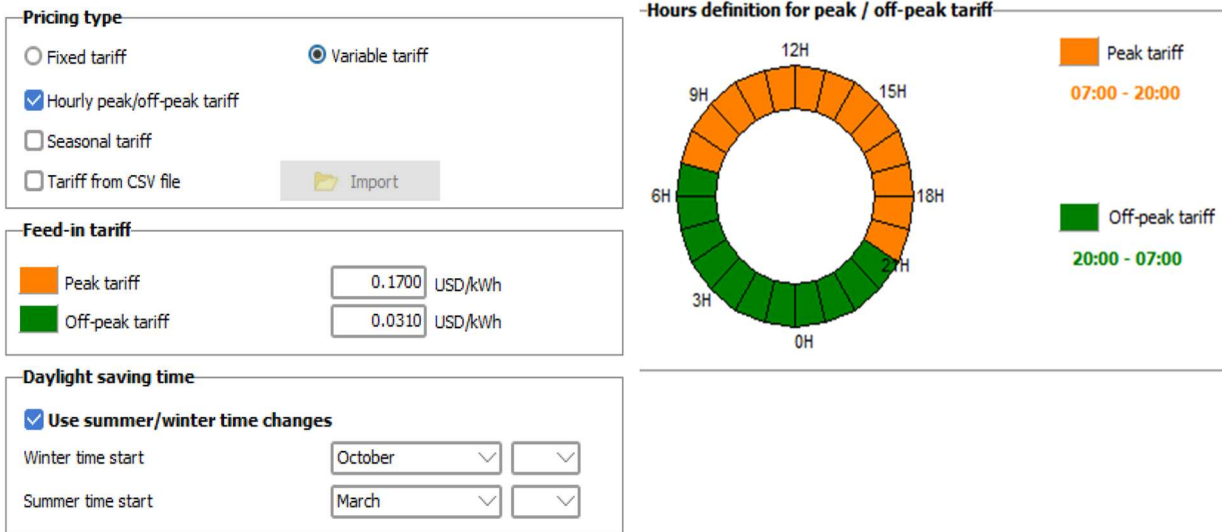 Pricing type
Fixed tariff
Variable tariff
Hourly peak/off-peak tariff
Seasonal tariff
Tariff from CSV file
Import
Feed-in tariff
Peak tariff
0.1700 USD/kWh
Off-peak tariff
0.0310 USD/kWh
Daylight saving time
Use summer/winter time changes
Winter time start
October
Summer time start
March
Hours definition for peak / off-peak tariff
12H
9H
15H
6H
18H
3H
21H
0H
Peak tariff
07:00 - 20:00
Off-peak tariff
20:00 - 07:00